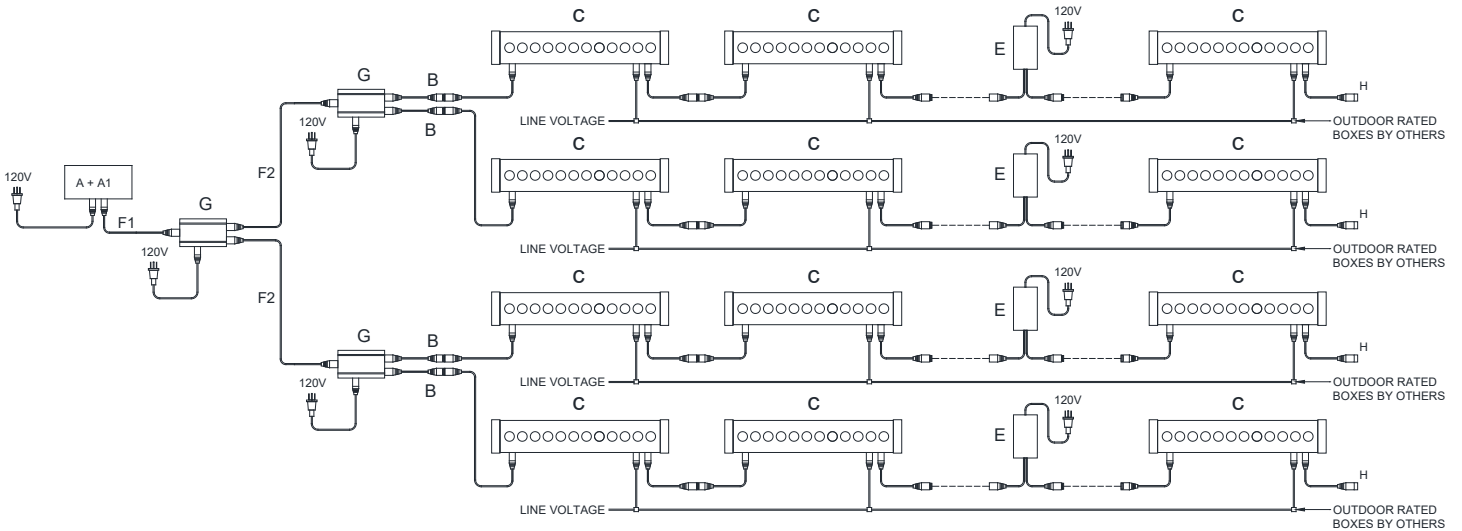 C
C
120V
C
E
G
B
H
120V
LINE VOLTAGE
OUTDOOR RATED
BOXES BY OTHERS
B
C
C
120V
C
F2
E
120V
A + A1
G
F1
H
120V
LINE VOLTAGE
OUTDOOR RATED
BOXES BY OTHERS
C
C
120V
C
F2
E
G
B
H
120V
LINE VOLTAGE
OUTDOOR RATED
BOXES BY OTHERS
B
C
C
120V
C
E
H
LINE VOLTAGE
OUTDOOR RATED
BOXES BY OTHERS